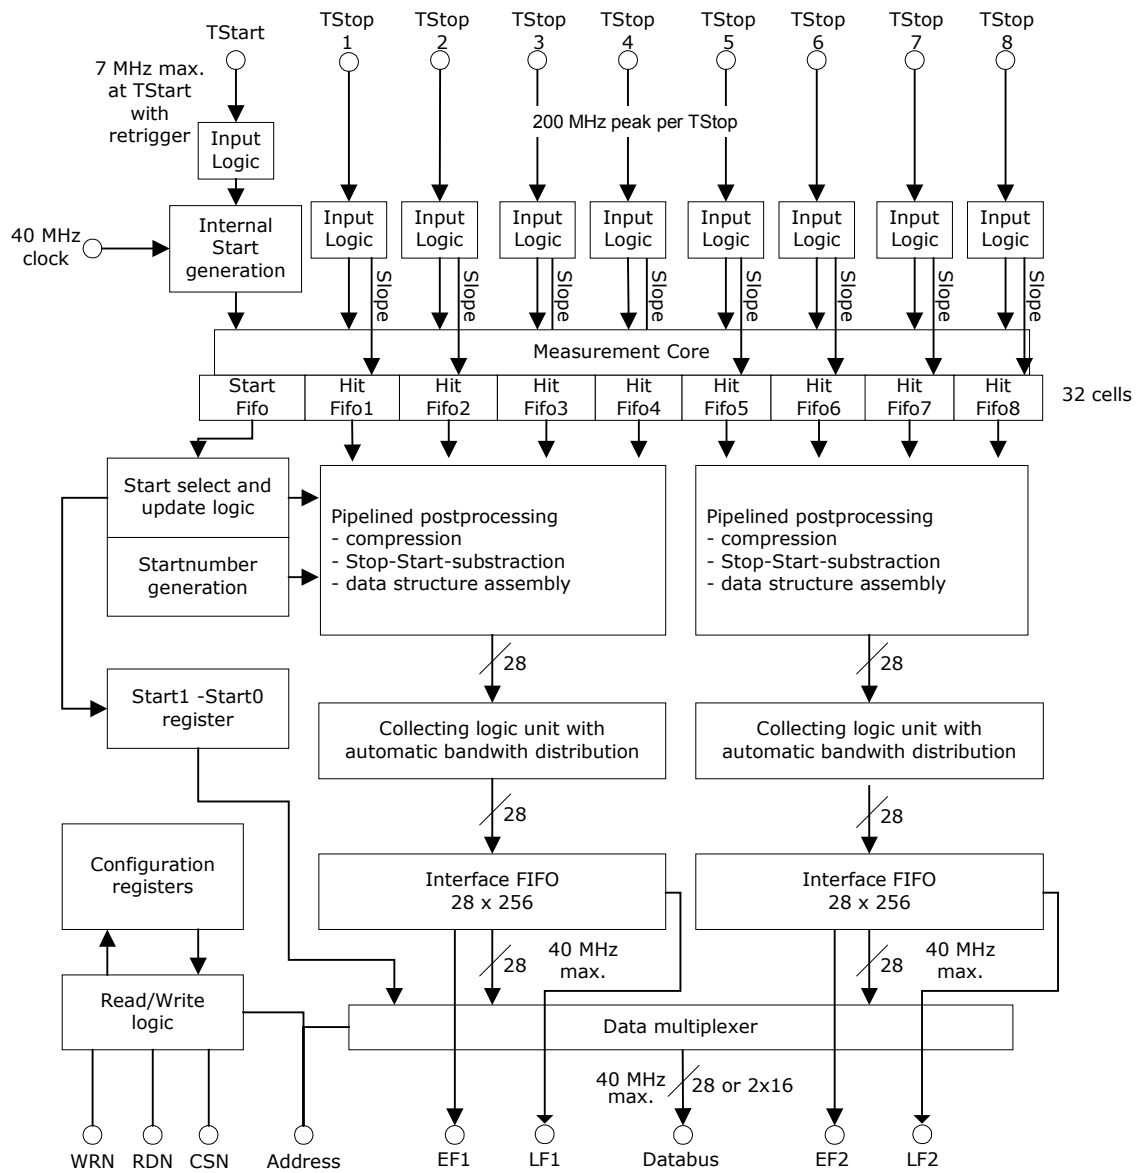 TStart
TStop
1
TStop
2
TStop
3
TStop
4
TStop
5
TStop
6
TStop
7
TStop
8
7 MHz max.
at TStart
with
retrigger
200 MHz peak per TStop
Input
Logic
40 MHz
clock
Internal
Start
generation
Input
Logic
Input
Logic
Input
Logic
Input
Logic
Input
Logic
Input
Logic
Input
Logic
Input
Logic
Slope
Slope
Slope
Slope
Slope
Slope
Slope
Slope
Measurement Core
Start
Fifo
Hit
Fifo1
Hit
Fifo2
Hit
Fifo3
Hit
Fifo4
Hit
Fifo5
Hit
Fifo6
Hit
Fifo7
Hit
Fifo8
32 cells
Start select and
update logic
Startnumber
generation
Pipelined postprocessing
- compression
- Stop-Start-substraction
- data structure assembly
Pipelined postprocessing
- compression
- Stop-Start-substraction
- data structure assembly
28
28
Start1 -Start0
register
Collecting logic unit with
automatic bandwith distribution
Collecting logic unit with
automatic bandwith distribution
28
28
Configuration
registers
Interface FIFO
28 x 256
Interface FIFO
28 x 256
28
40 MHz
max.
28
40 MHz
max.
Read/Write
logic
Data multiplexer
40 MHz
max.
28 or 2x16
WRN
RDN
CSN
Address
EF1
LF1
Databus
EF2
LF2